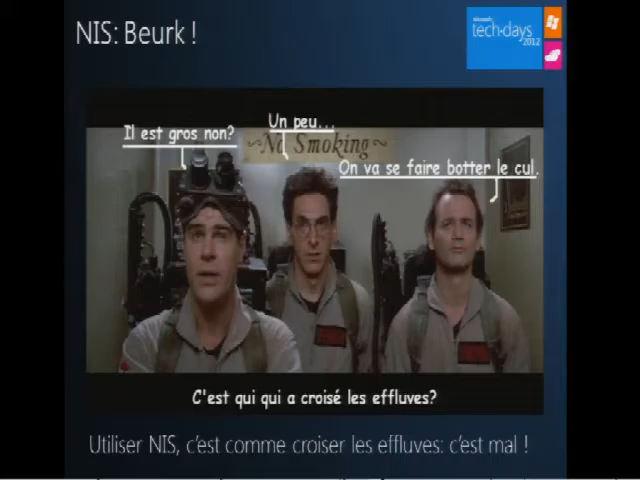 NIS: Beurk !
Microsoft
tech·days
2012
Un peu...
Il est gros non?
~No Smoking~
On va se faire botter le cul.
C'est qui qui a croisé les effluves?
Utiliser NIS, c'est comme croiser les effluves: c'est mal !